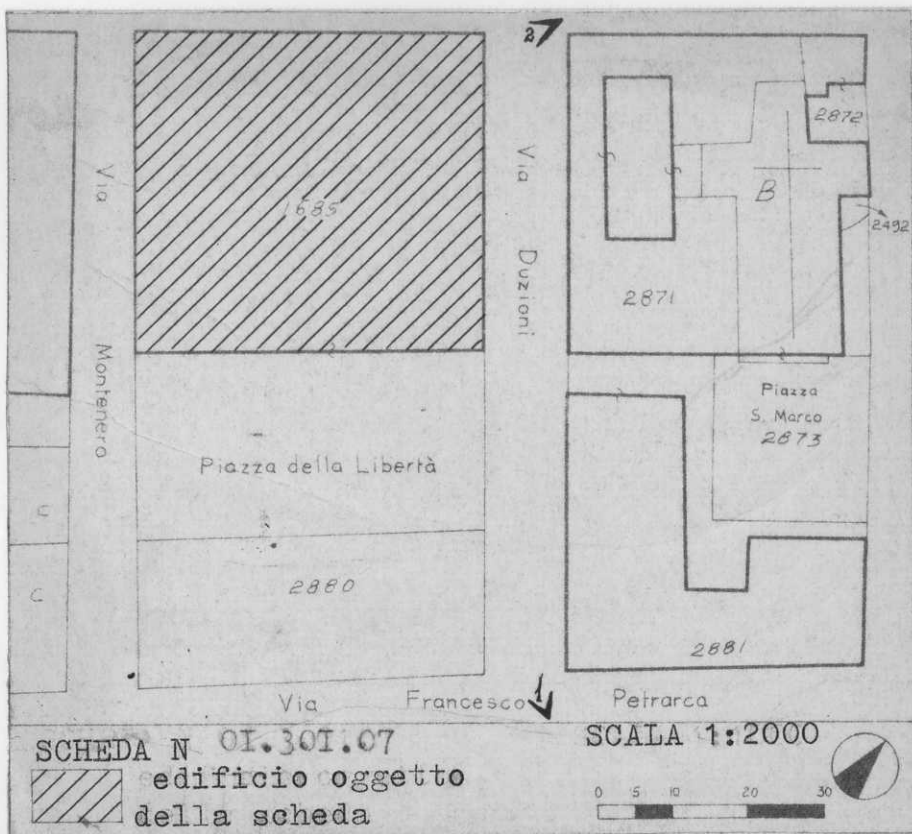 2
2872
Via
Via
1685
B
2492
Duzioni
2871
Montenero
Piazza
S. Marco
2873
Piazza della Libertà
C
2880
C
2881
1
Via Francesco Petrarca
SCHEDA N 01.301.07
SCALA 1:2000
edificio oggetto
della scheda
0 5 10 20 30